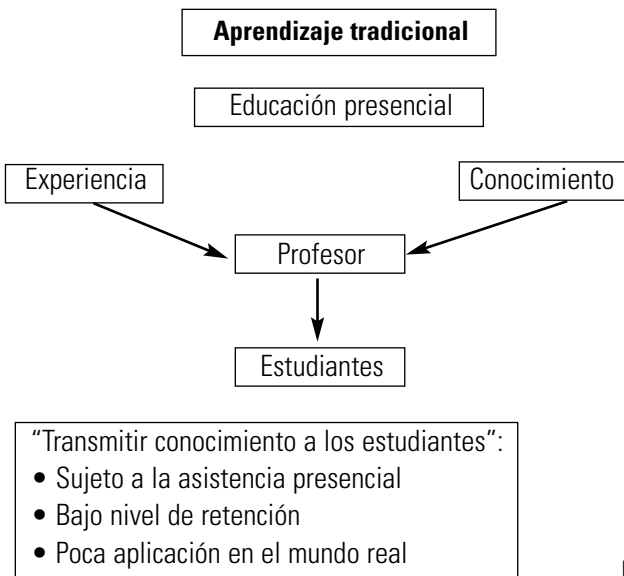 Aprendizaje tradicional
Educación presencial
Experiencia
Conocimiento
Profesor
Estudiantes
“Transmitir conocimiento a los estudiantes”:
• Sujeto a la asistencia presencial
• Bajo nivel de retención
• Poca aplicación en el mundo real